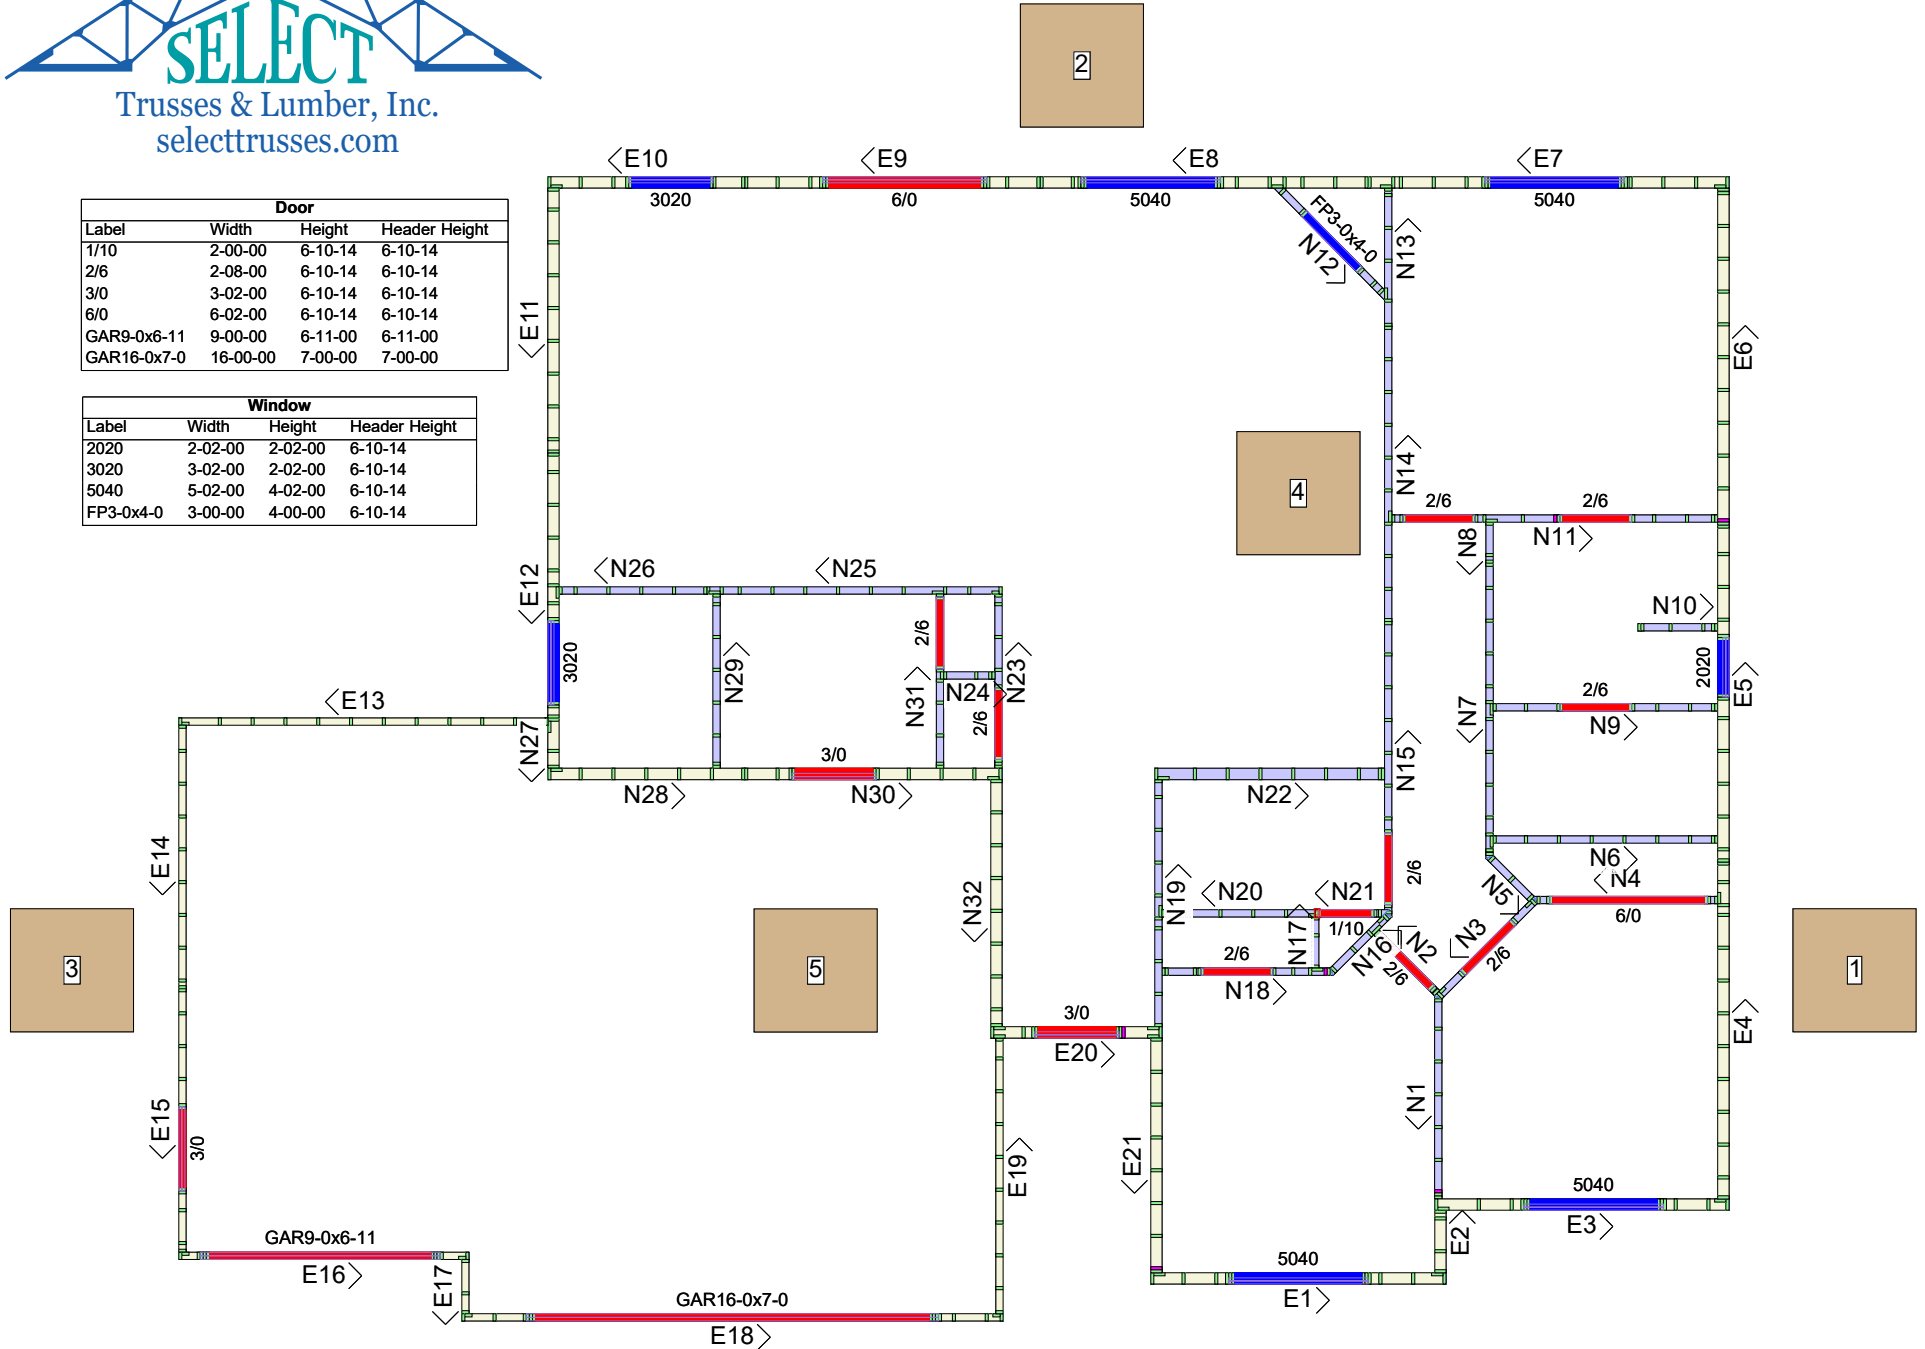 SELECT
Trusses & Lumber, Inc.
selecttrusses.com
Door
Label Width Height Header Height
1/10 2-00-00 6-10-14 6-10-14
2/6 2-08-00 6-10-14 6-10-14
3/0 3-02-00 6-10-14 6-10-14
6/0 6-02-00 6-10-14 6-10-14
GAR9-0x6-11 9-00-00 6-11-00 6-11-00
GAR16-0x7-0 16-00-00 7-00-00 7-00-00
Window
Label Width Height Header Height
2020 2-02-00 2-02-00 6-10-14
3020 3-02-00 2-02-00 6-10-14
5040 5-02-00 4-02-00 6-10-14
FP3-0x4-0 3-00-00 4-00-00 6-10-14
2
E10
E9
E8
E7
3020
6/0
5040
5040
FP3-0x4-0
N12
N13
E11
E6
N14
4
2/6
2/6
N8
N11
E12
N26
N25
N10
2/6
3020
N29
N31
N24
N23
2/6
2020
E5
2/6
N7
N9
E13
N27
3/0
N28
N30
N15
N22
N6
N4
E14
N32
2/6
N19
N20
N21
N5
6/0
1/10
N17
N16
N2
N3
2/6
2/6
2/6
N18
3
5
1
3/0
E20
E4
N1
E15
3/0
E19
E21
5040
E3
E2
GAR9-0x6-11
E16
E17
5040
E1
GAR16-0x7-0
E18